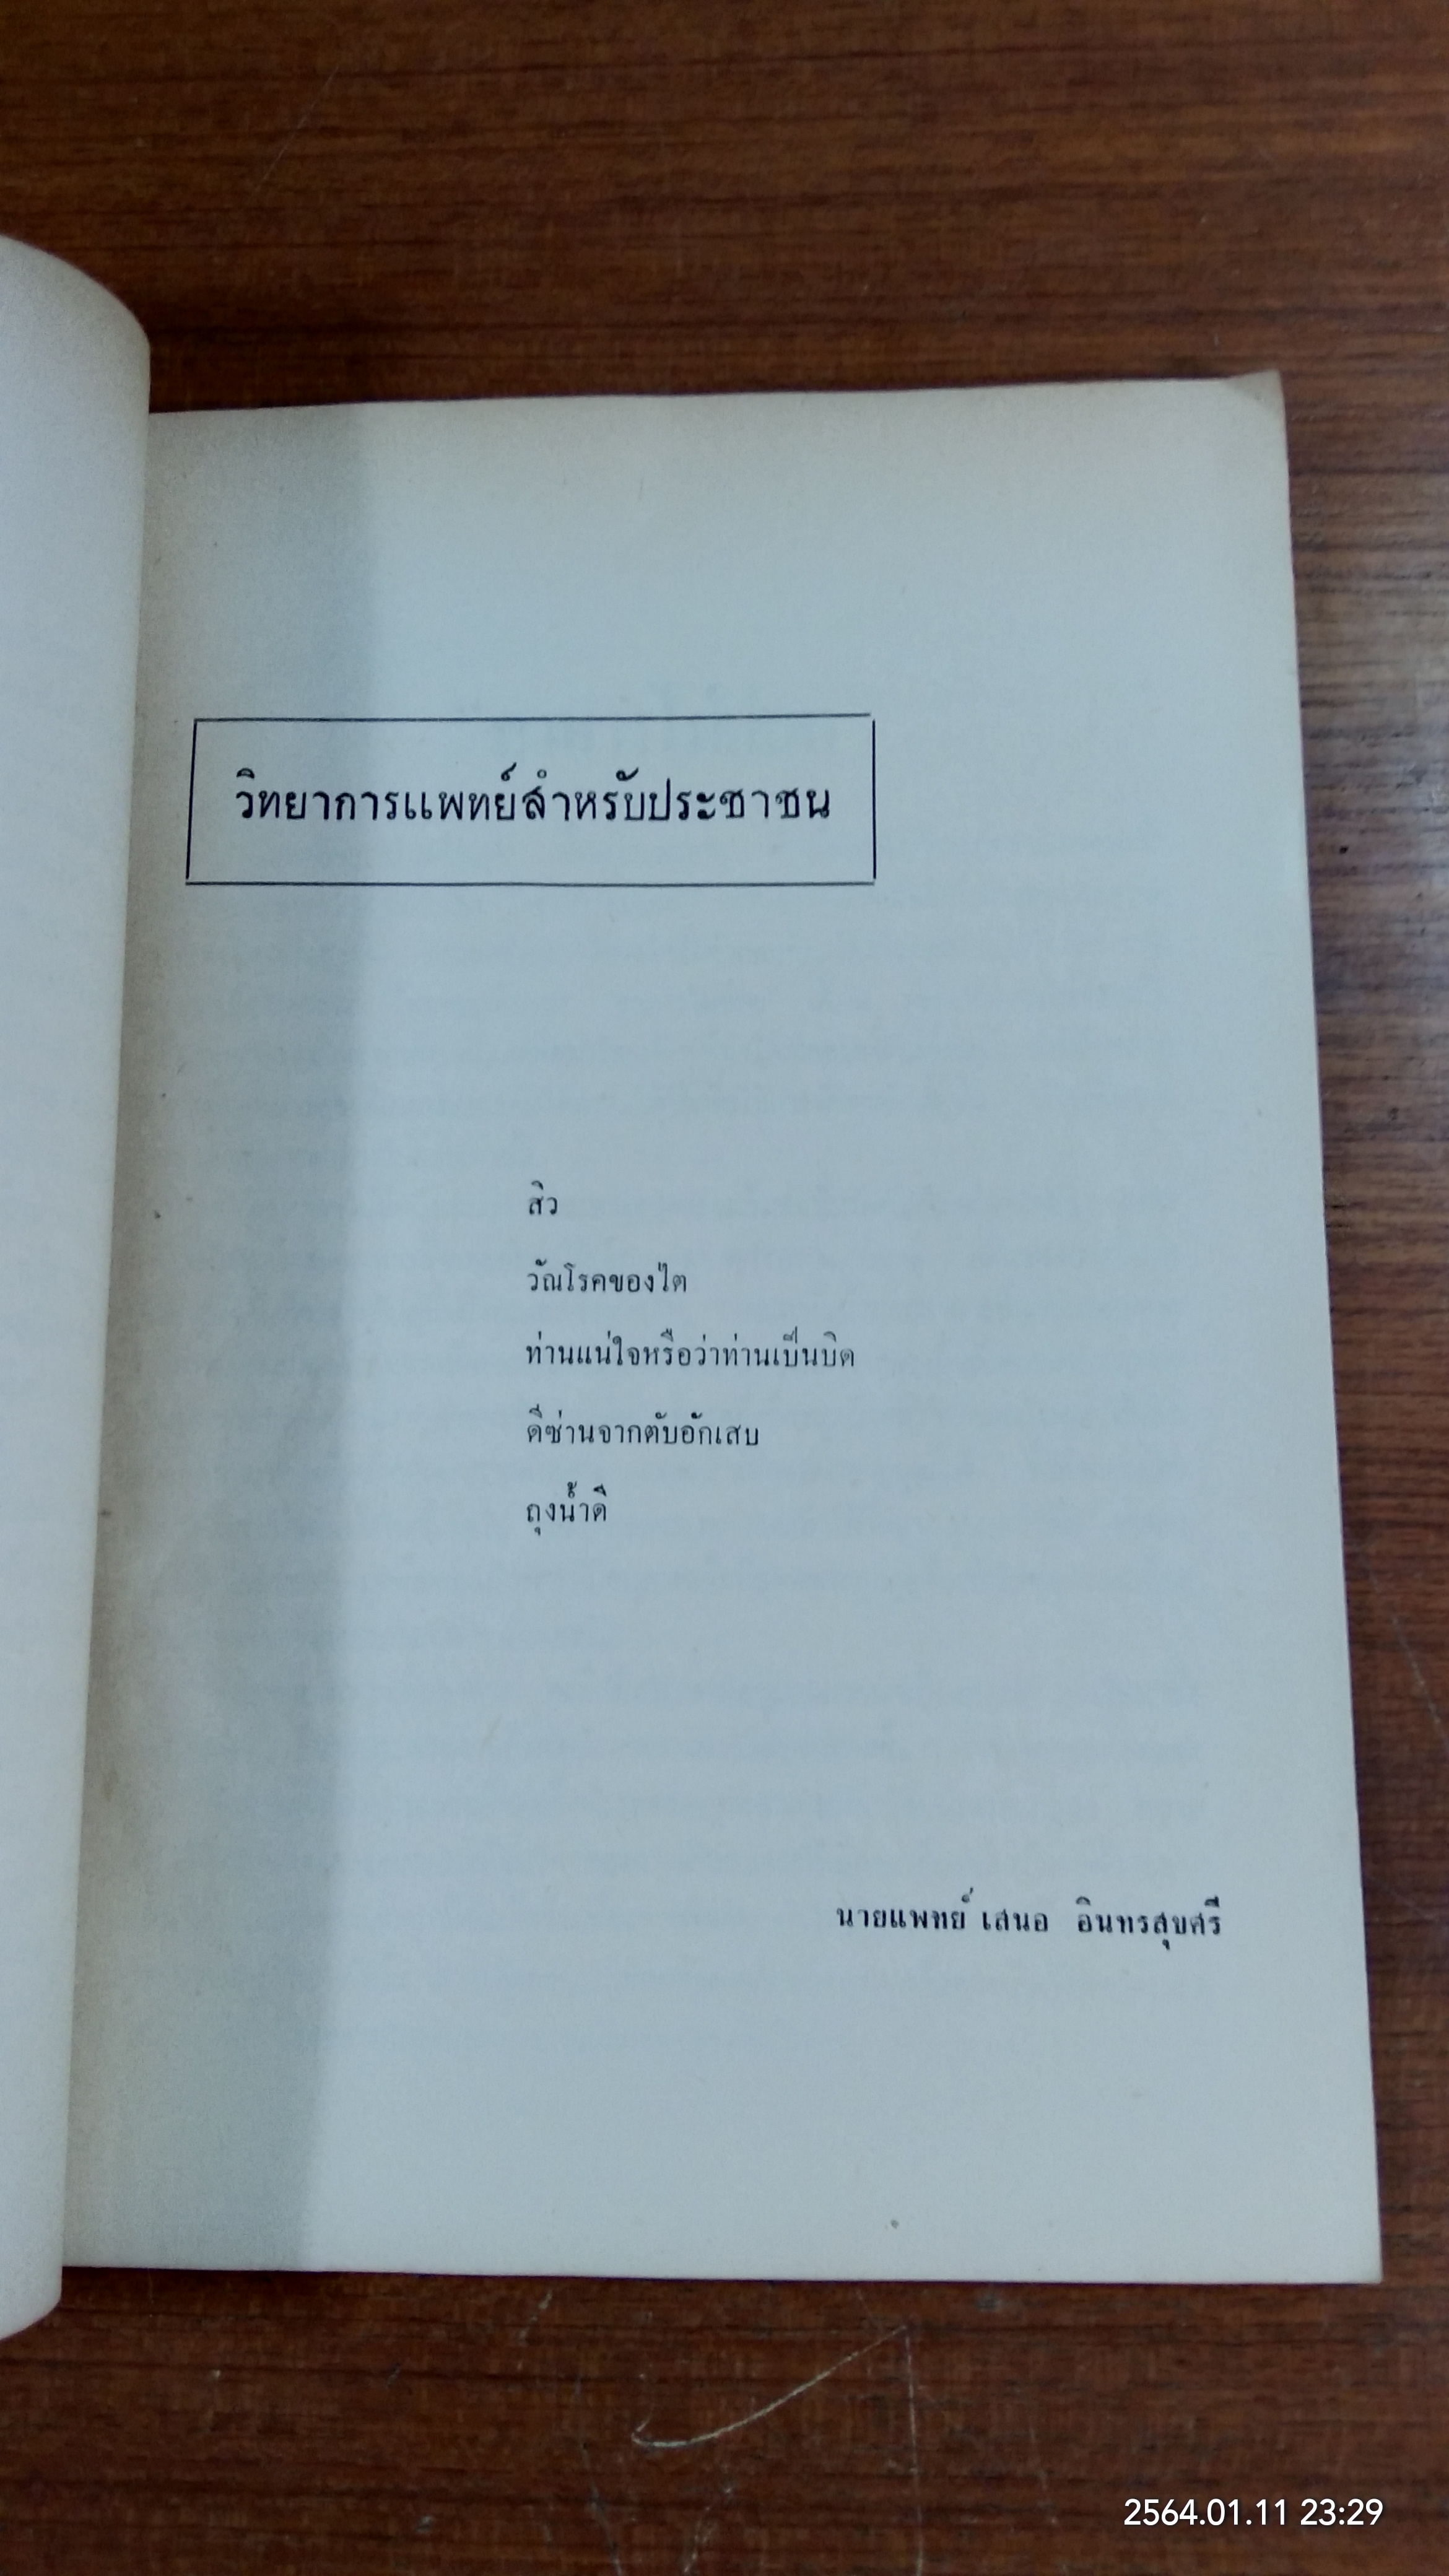 วิทยาการแพทย์สำหรับประชาชน
สิว
วัณโรคของไต
ท่านแน่ใจหรือว่าท่านเป็นบิด
ดีซ่านจากตับอักเสบ
ถุงน้ำดี
นายแพทย์ เสนอ อินทรสุขศรี
2564.01.11 23:29